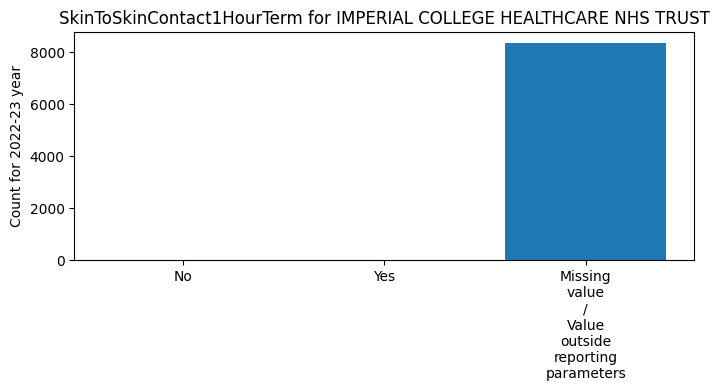 SkinToSkinContact1HourTerm for IMPERIAL COLLEGE HEALTHCARE NHS TRUST
Count for 2022-23 year
8000
6000
4000
2000
0
No
Yes
Missing
value
/
Value
outside
reporting
parameters